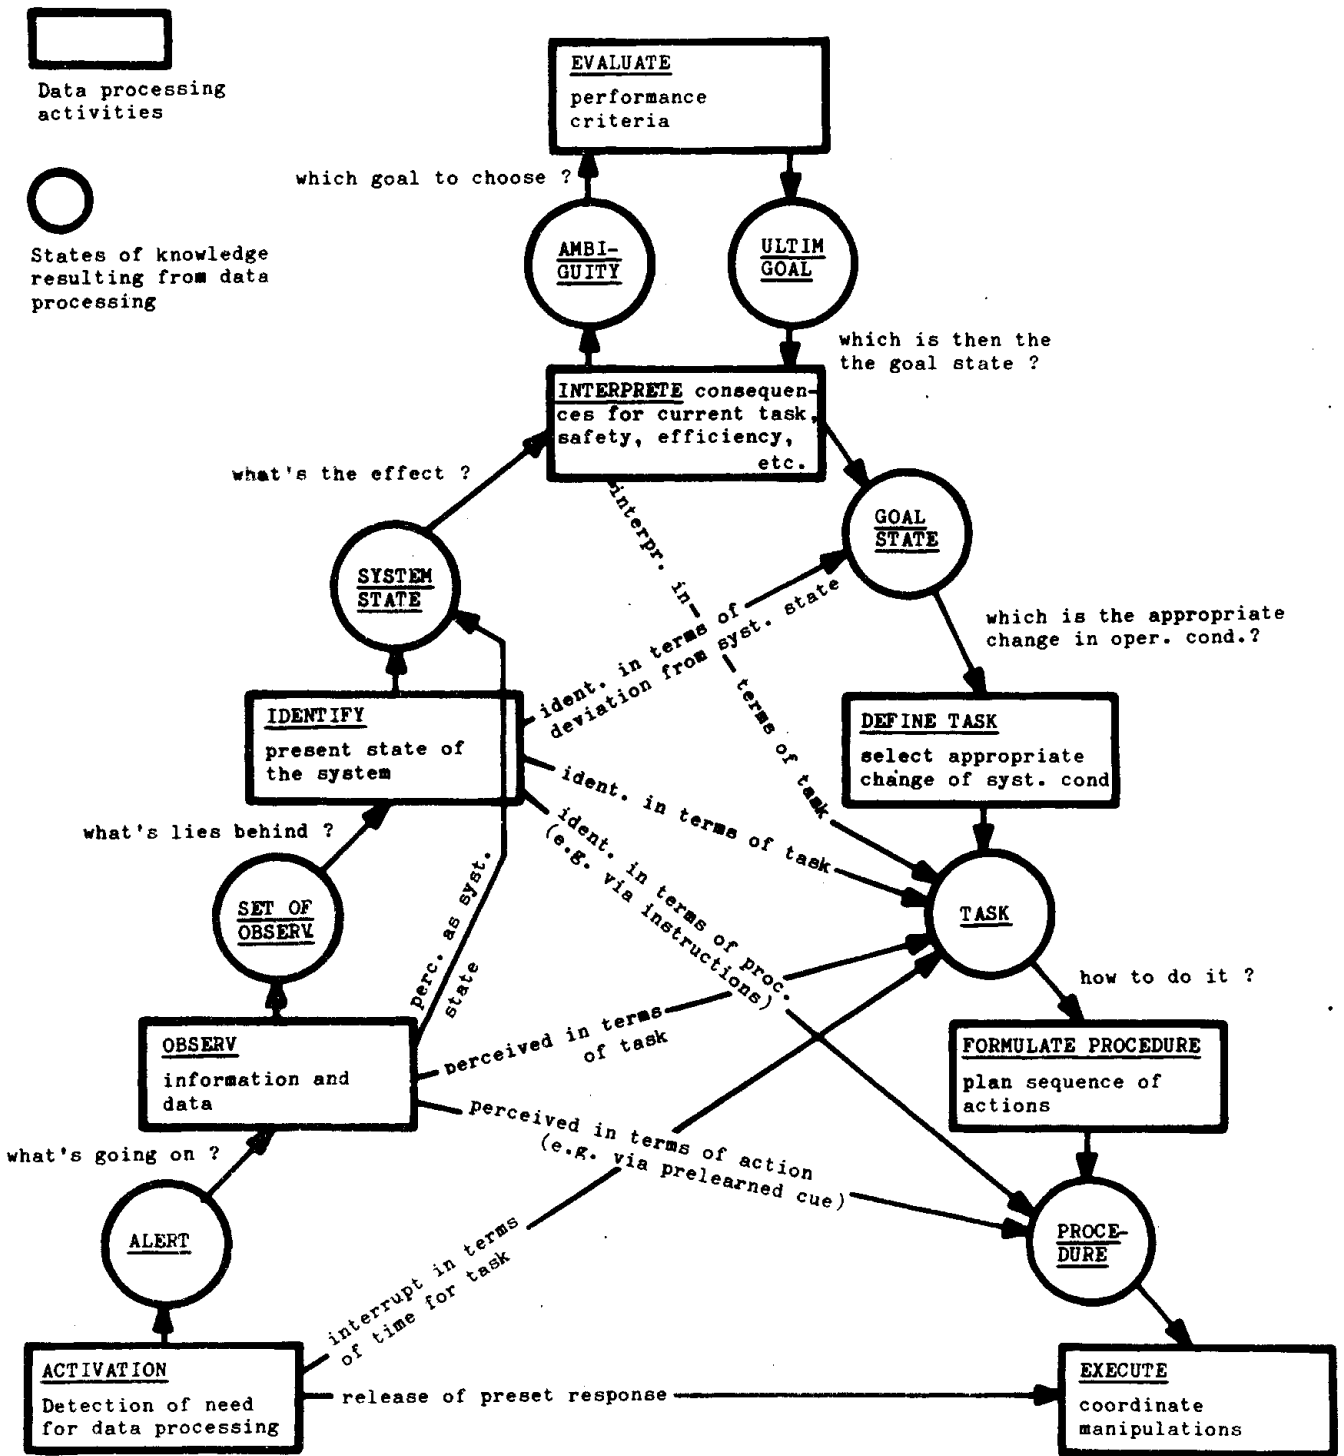 Data processing
activities
States of knowledge
resulting from data
processing
EVALUATE
performance
criteria
which goal to choose ?
AMBI-
GUITY
ULTIM
GOAL
which is then the
the goal state ?
INTERPRETE consequen-
ces for current task,
safety, efficiency,
etc.
what's the effect ?
GOAL
STATE
SYSTEM
STATE
interpr. in terms of task
ident. in terms of
deviation from syst. state
which is the appropriate
change in oper. cond.?
IDENTIFY
present state of
the system
DEFINE TASK
select appropriate
change of syst. cond
ident. in terms of task
ident. in terms of proc.
(e.g. via instructions)
what's lies behind ?
SET OF
OBSERV.
perc. as syst.
state
TASK
how to do it ?
OBSERV
information and
data
perceived in terms
of task
FORMULATE PROCEDURE
plan sequence of
actions
perceived in terms of action
(e.g. via prelearned cue)
what's going on ?
ALERT
PROCE-
DURE
interrupt in terms
of time for task
ACTIVATION
Detection of need
for data processing
release of preset response
EXECUTE
coordinate
manipulations